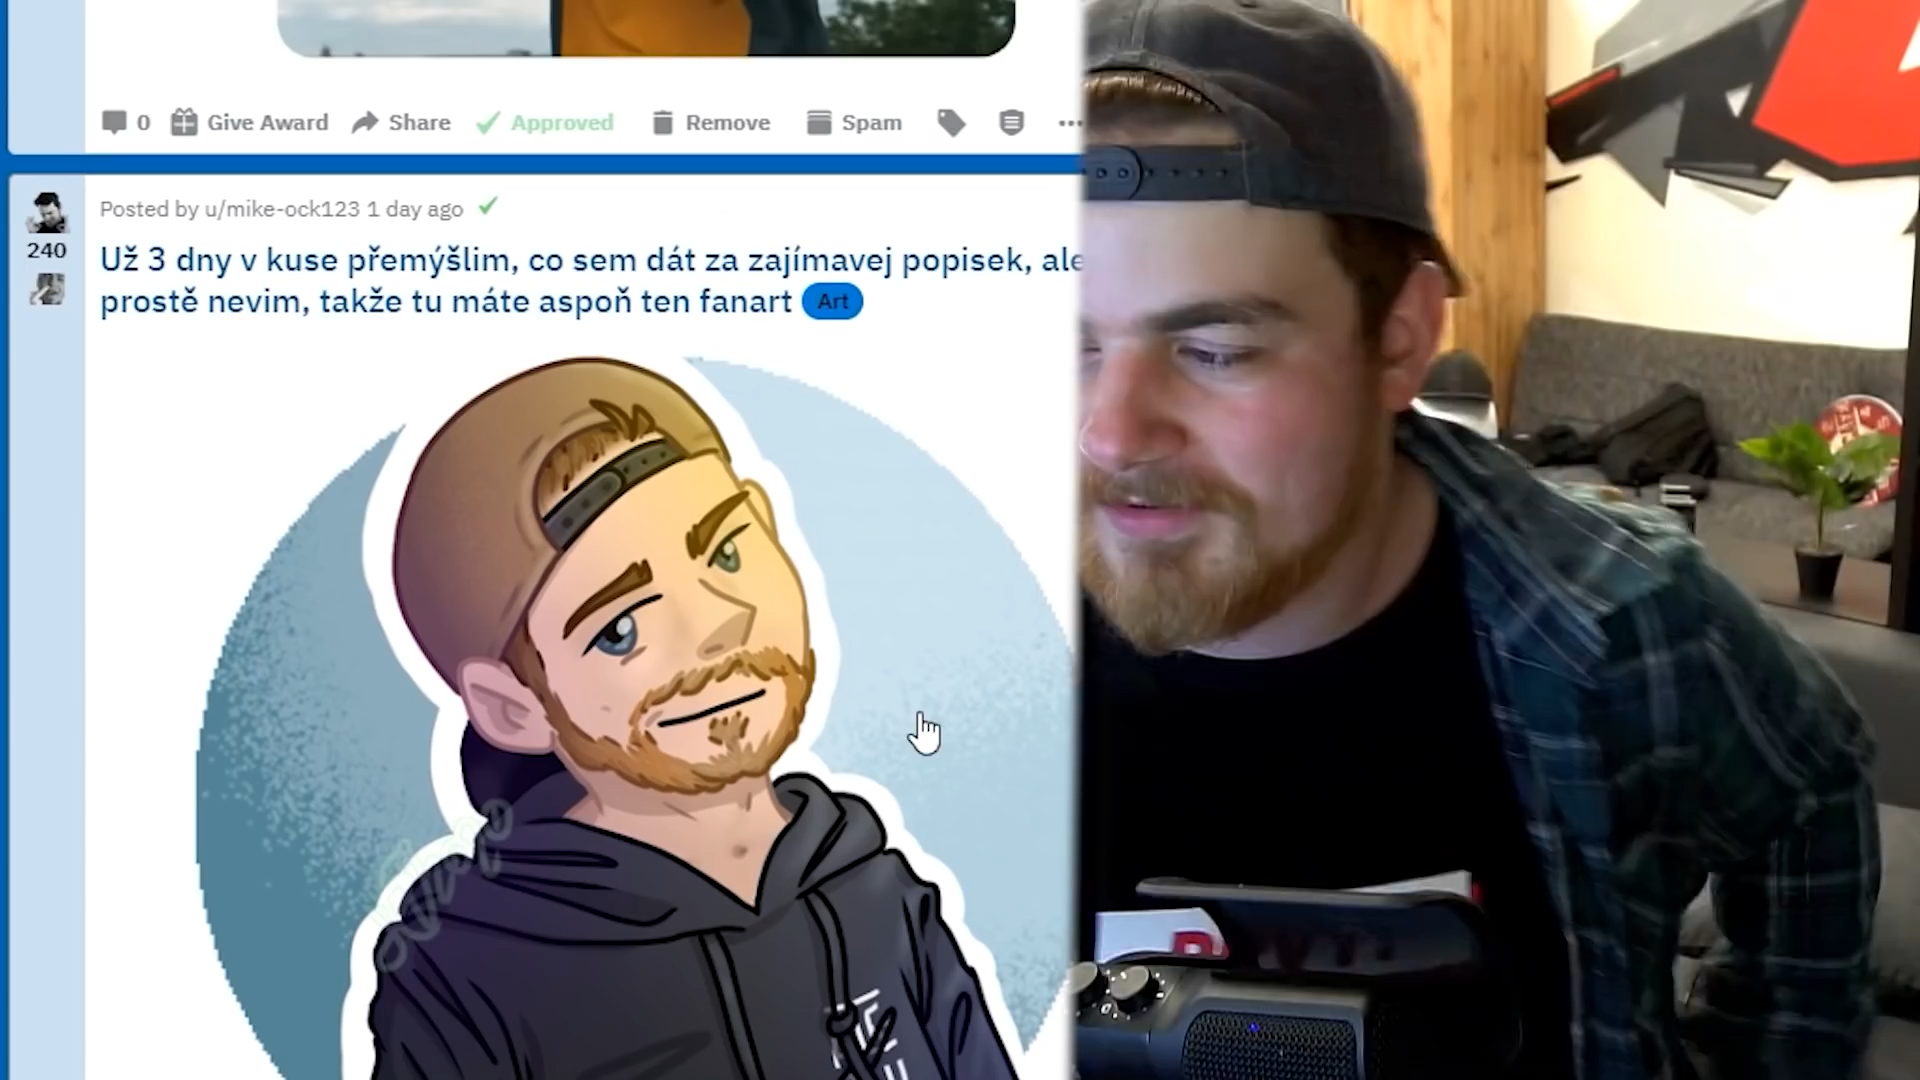 0 Give Award Share Approved Remove Spam
Posted by u/mike-ock123 1 day ago
240
Už 3 dny v kuse přemýšlim, co sem dát za zajímavej popisek, ale
prostě nevim, takže tu máte aspoň ten fanart Art